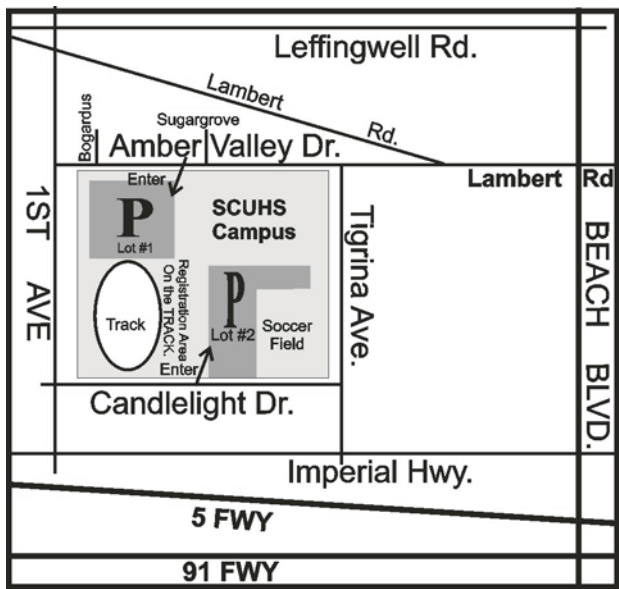 Leffingwell Rd.
Lambert
Rd.
Bogardus
Sugargrove
Amber Valley Dr.
Lambert Rd
1ST AVE
Enter
P
Lot #1
SCUHS
Campus
Tigrina Ave.
BEACH BLVD.
Track
Registration Area
On the TRACK.
P
Lot #2
Soccer
Field
Enter
Candlelight Dr.
Imperial Hwy.
5 FWY
91 FWY